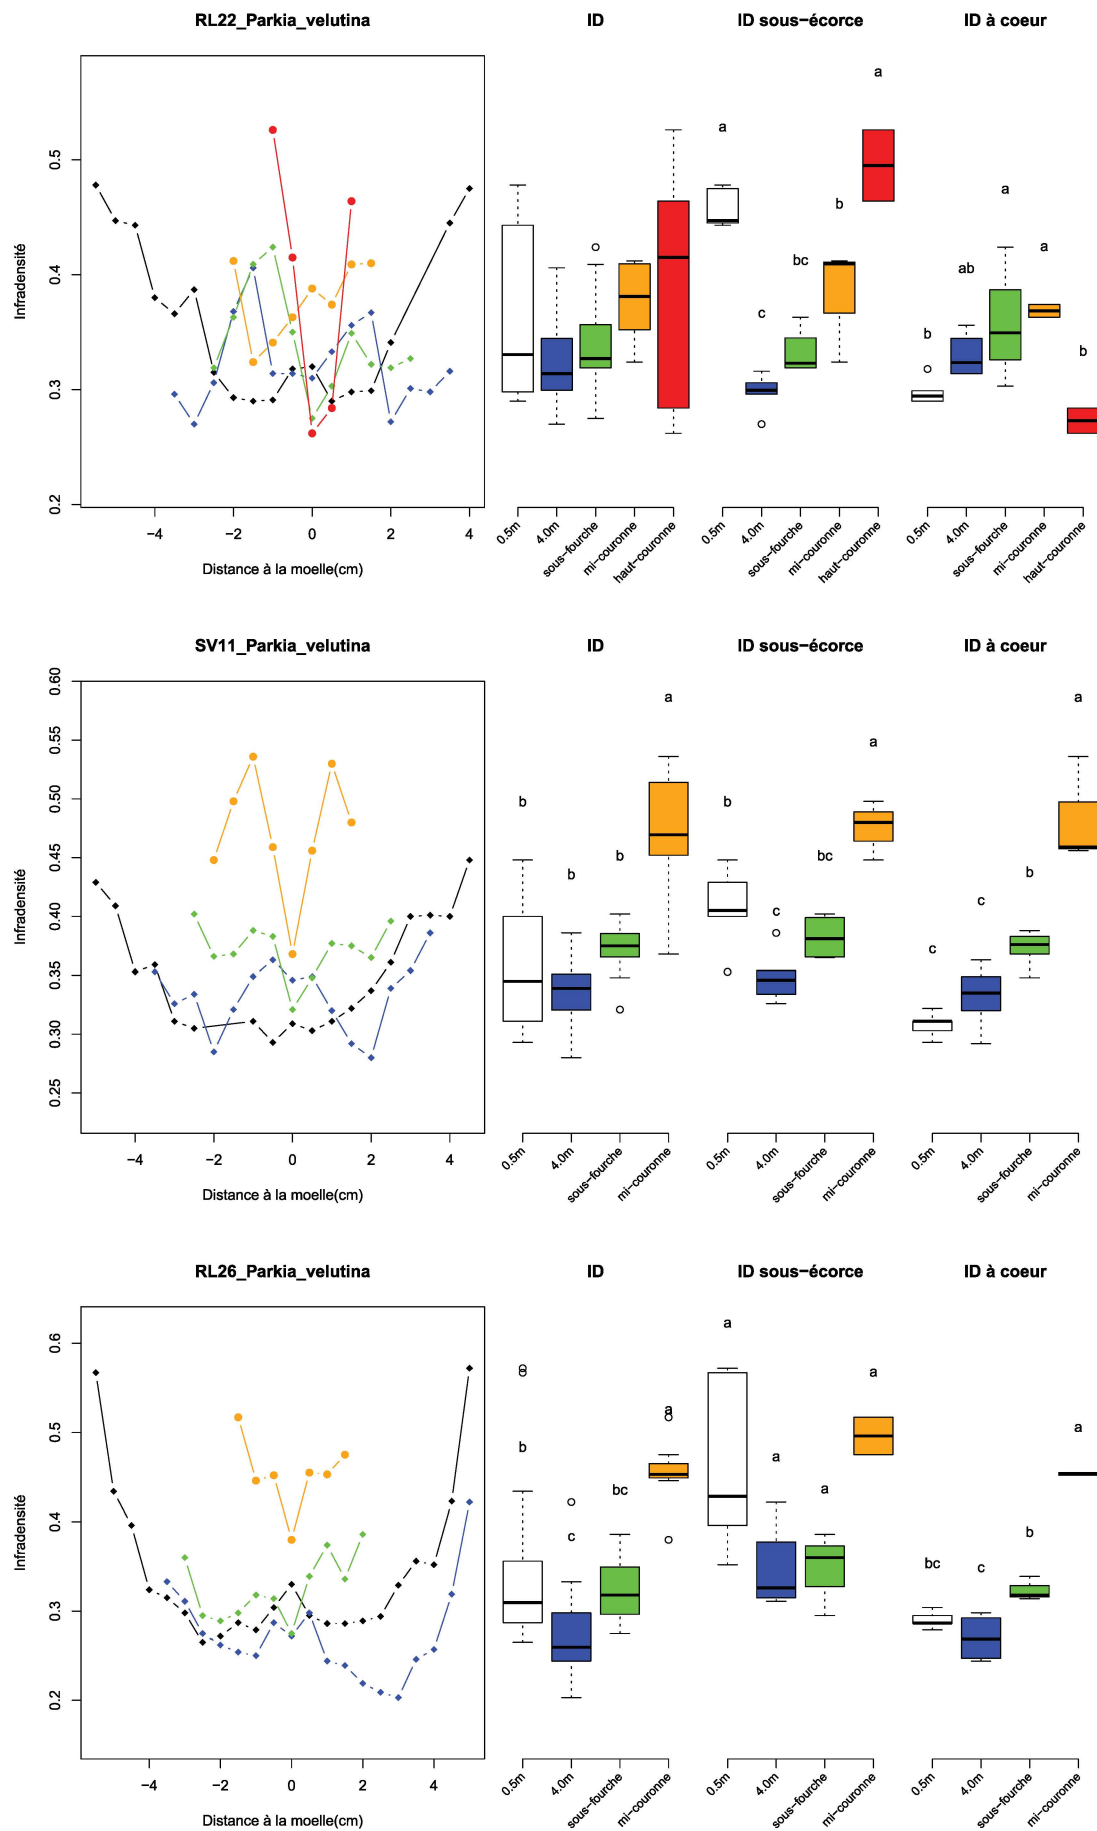 RL22_Parkia_velutina
ID
ID sous−écorce
ID à coeur
Infradensité
0.5
0.4
0.3
0.2
−4
−2
0
2
4
Distance à la moelle(cm)
a
a
b
bc
c
a
a
ab
b
b
0.5m
4.0m
sous−fourche
mi−couronne
haut−couronne
0.5m
4.0m
sous−fourche
mi−couronne
haut−couronne
0.5m
4.0m
sous−fourche
mi−couronne
haut−couronne
SV11_Parkia_velutina
ID
ID sous−écorce
ID à coeur
Infradensité
0.60
0.55
0.50
0.45
0.40
0.35
0.30
0.25
−4
−2
0
2
4
Distance à la moelle(cm)
b
b
b
a
b
c
bc
a
c
c
b
a
0.5m
4.0m
sous−fourche
mi−couronne
0.5m
4.0m
sous−fourche
mi−couronne
0.5m
4.0m
sous−fourche
mi−couronne
RL26_Parkia_velutina
ID
ID sous−écorce
ID à coeur
Infradensité
0.6
0.5
0.4
0.3
0.2
−4
−2
0
2
4
Distance à la moelle(cm)
b
c
bc
a
a
a
a
a
bc
c
b
a
0.5m
4.0m
sous−fourche
mi−couronne
0.5m
4.0m
sous−fourche
mi−couronne
0.5m
4.0m
sous−fourche
mi−couronne